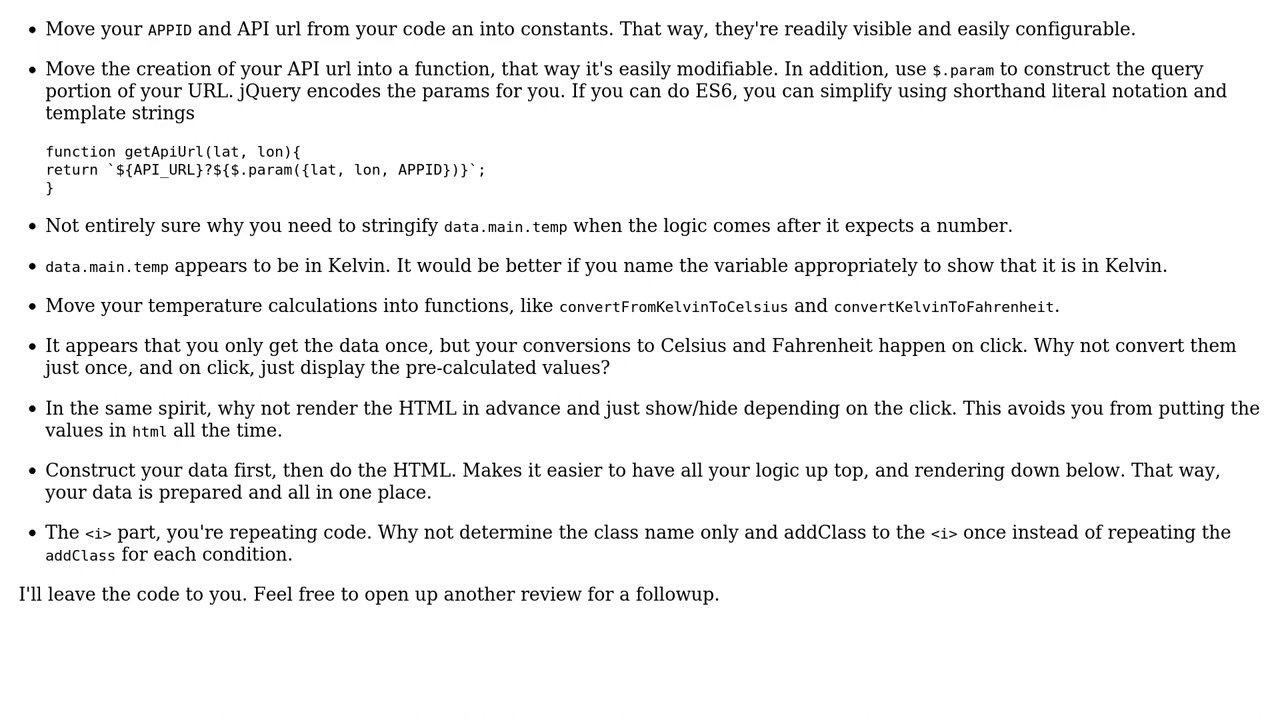 • Move your APPID and API url from your code an into constants. That way, they're readily visible and easily configurable.
• Move the creation of your API url into a function, that way it's easily modifiable. In addition, use $.param to construct the query
portion of your URL. jQuery encodes the params for you. If you can do ES6, you can simplify using shorthand literal notation and
template strings
function getApiUrl(lat, lon){
return `${API_URL}?${$.param({lat, lon, APPID})}`;
}
• Not entirely sure why you need to stringify data.main.temp when the logic comes after it expects a number.
• data.main.temp appears to be in Kelvin. It would be better if you name the variable appropriately to show that it is in Kelvin.
• Move your temperature calculations into functions, like convertFromKelvinToCelsius and convertKelvinToFahrenheit.
• It appears that you only get the data once, but your conversions to Celsius and Fahrenheit happen on click. Why not convert them
just once, and on click, just display the pre-calculated values?
• In the same spirit, why not render the HTML in advance and just show/hide depending on the click. This avoids you from putting the
values in html all the time.
• Construct your data first, then do the HTML. Makes it easier to have all your logic up top, and rendering down below. That way,
your data is prepared and all in one place.
• The <i> part, you're repeating code. Why not determine the class name only and addClass to the <i> once instead of repeating the
addClass for each condition.
I'll leave the code to you. Feel free to open up another review for a followup.